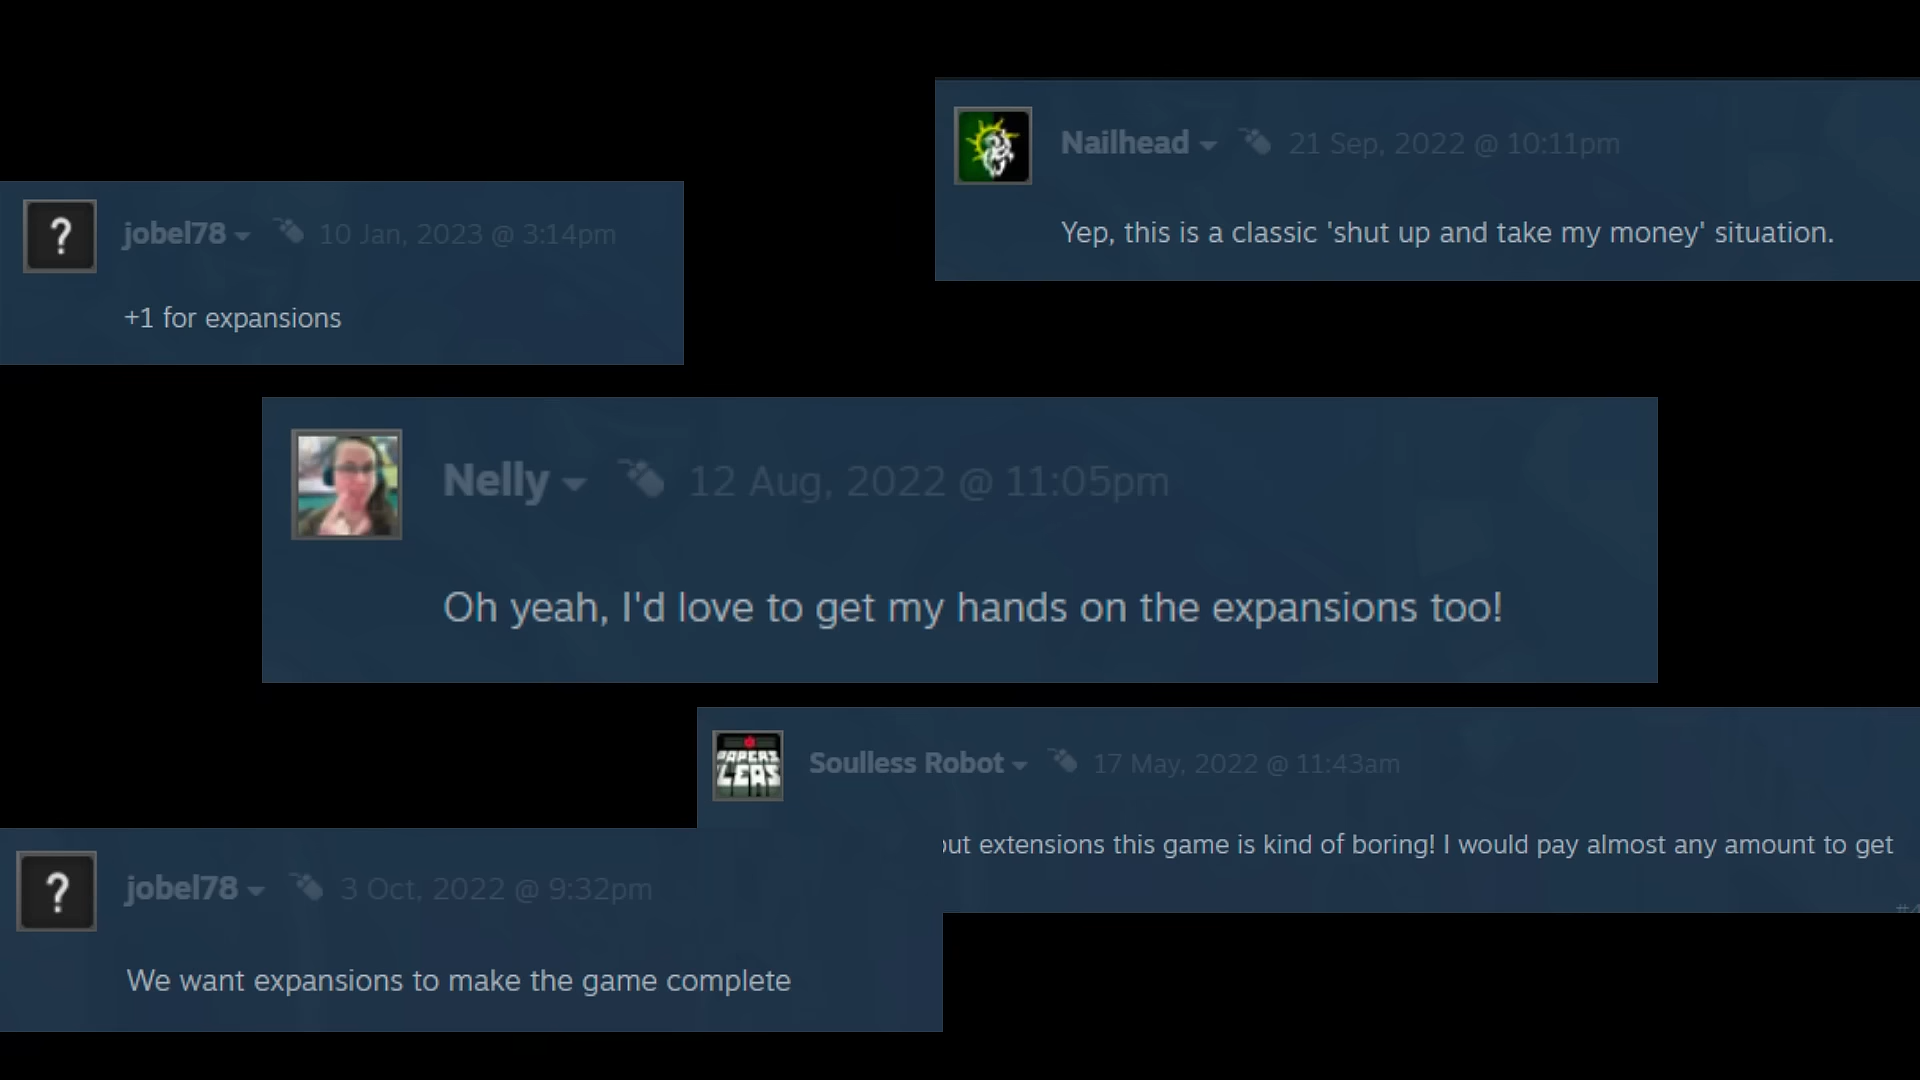 Nailhead 21 Sep, 2022 @ 10:11pm
Yep, this is a classic 'shut up and take my money' situation.
jobel78 10 Jan, 2023 @ 3:14pm
+1 for expansions
Nelly 12 Aug, 2022 @ 11:05pm
Oh yeah, I'd love to get my hands on the expansions too!
Soulless Robot 17 May, 2022 @ 11:43am
extensions this game is kind of boring! I would pay almost any amount to get
jobel78 3 Oct, 2022 @ 9:32pm
We want expansions to make the game complete